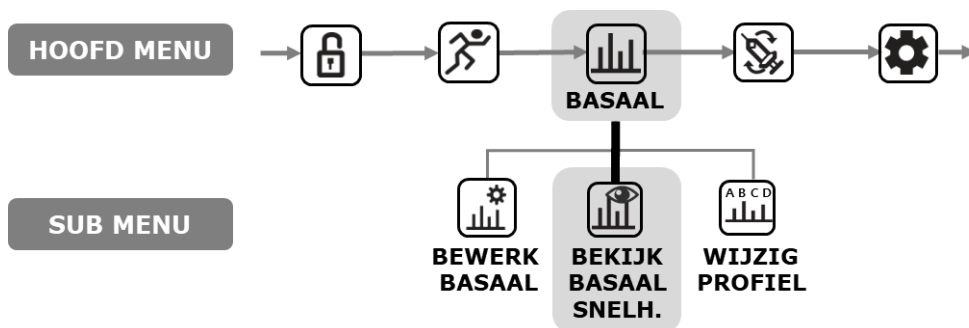 HOOFD MENU
BASAAL
A B C D
SUB MENU
BEWERK
BASAAL
BEKIJK
BASAAL
SNELH.
WIJZIG
PROFIEL